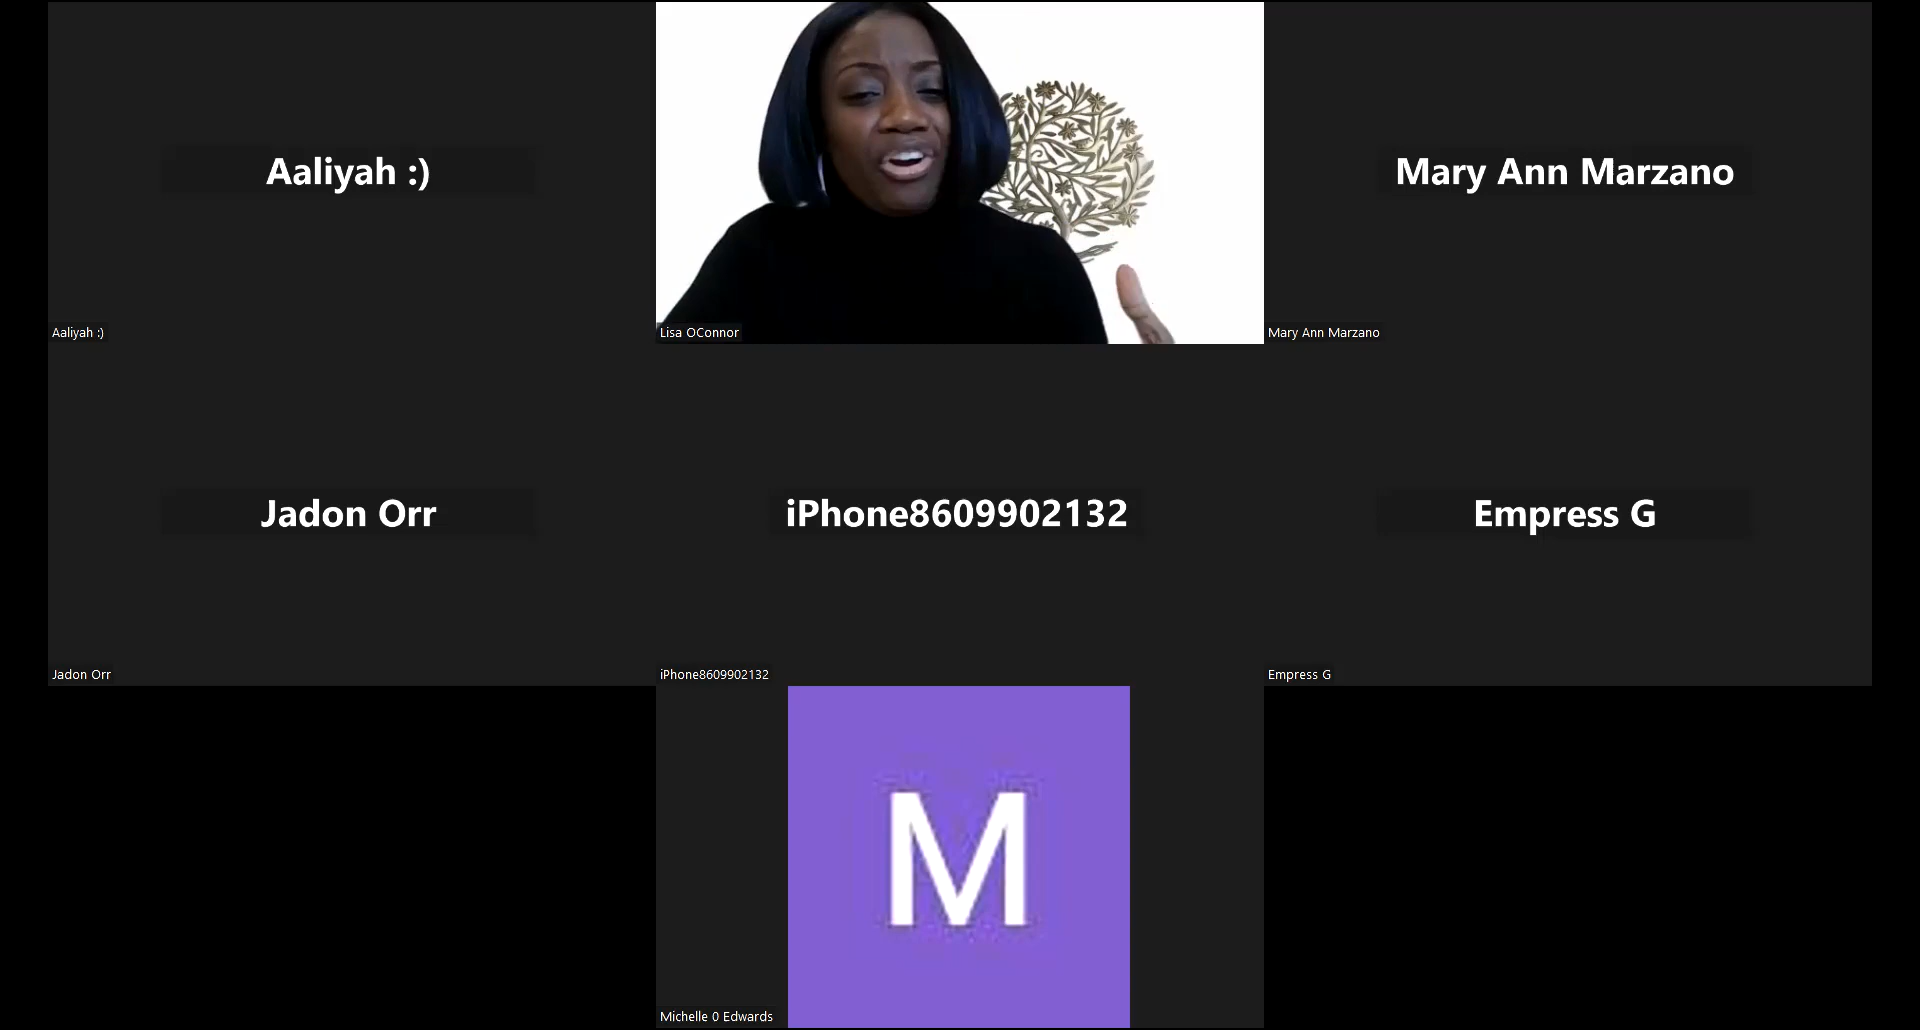 Aaliyah :)
Mary Ann Marzano
Aaliyah :)
Lisa OConnor
Mary Ann Marzano
Jadon Orr
iPhone8609902132
Empress G
Jadon Orr
iPhone8609902132
Empress G
M
Michelle 0 Edwards